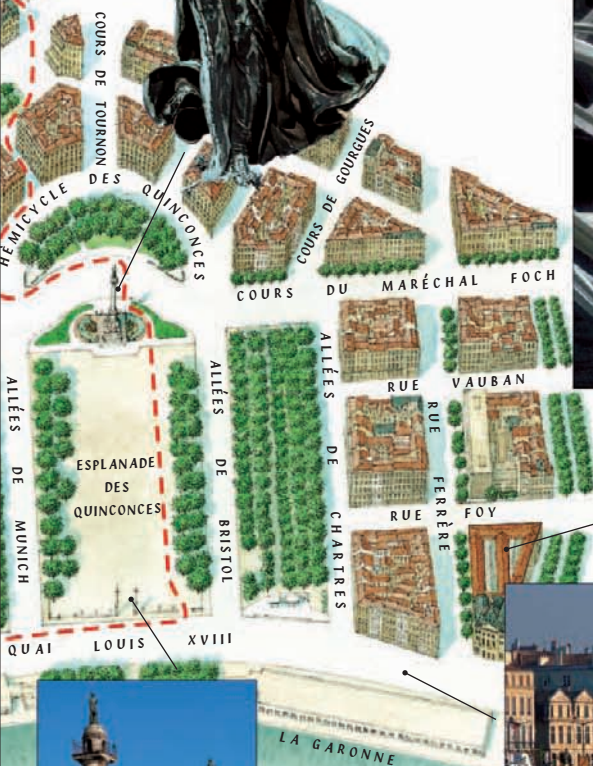 COURS DE TOURNON
HÉMICYCLE DES QUINCONCES
COURS DE GOURGUES
COURS DU MARÉCHAL FOCH
ALLÉES DE MUNICH
ESPLANADE
DES
QUINCONCES
ALLÉES DE BRISTOL
ALLÉES DE CHARTRES
RUE VAUBAN
RUE FERRÈRE
RUE FOY
QUAI LOUIS XVIII
LA GARONNE